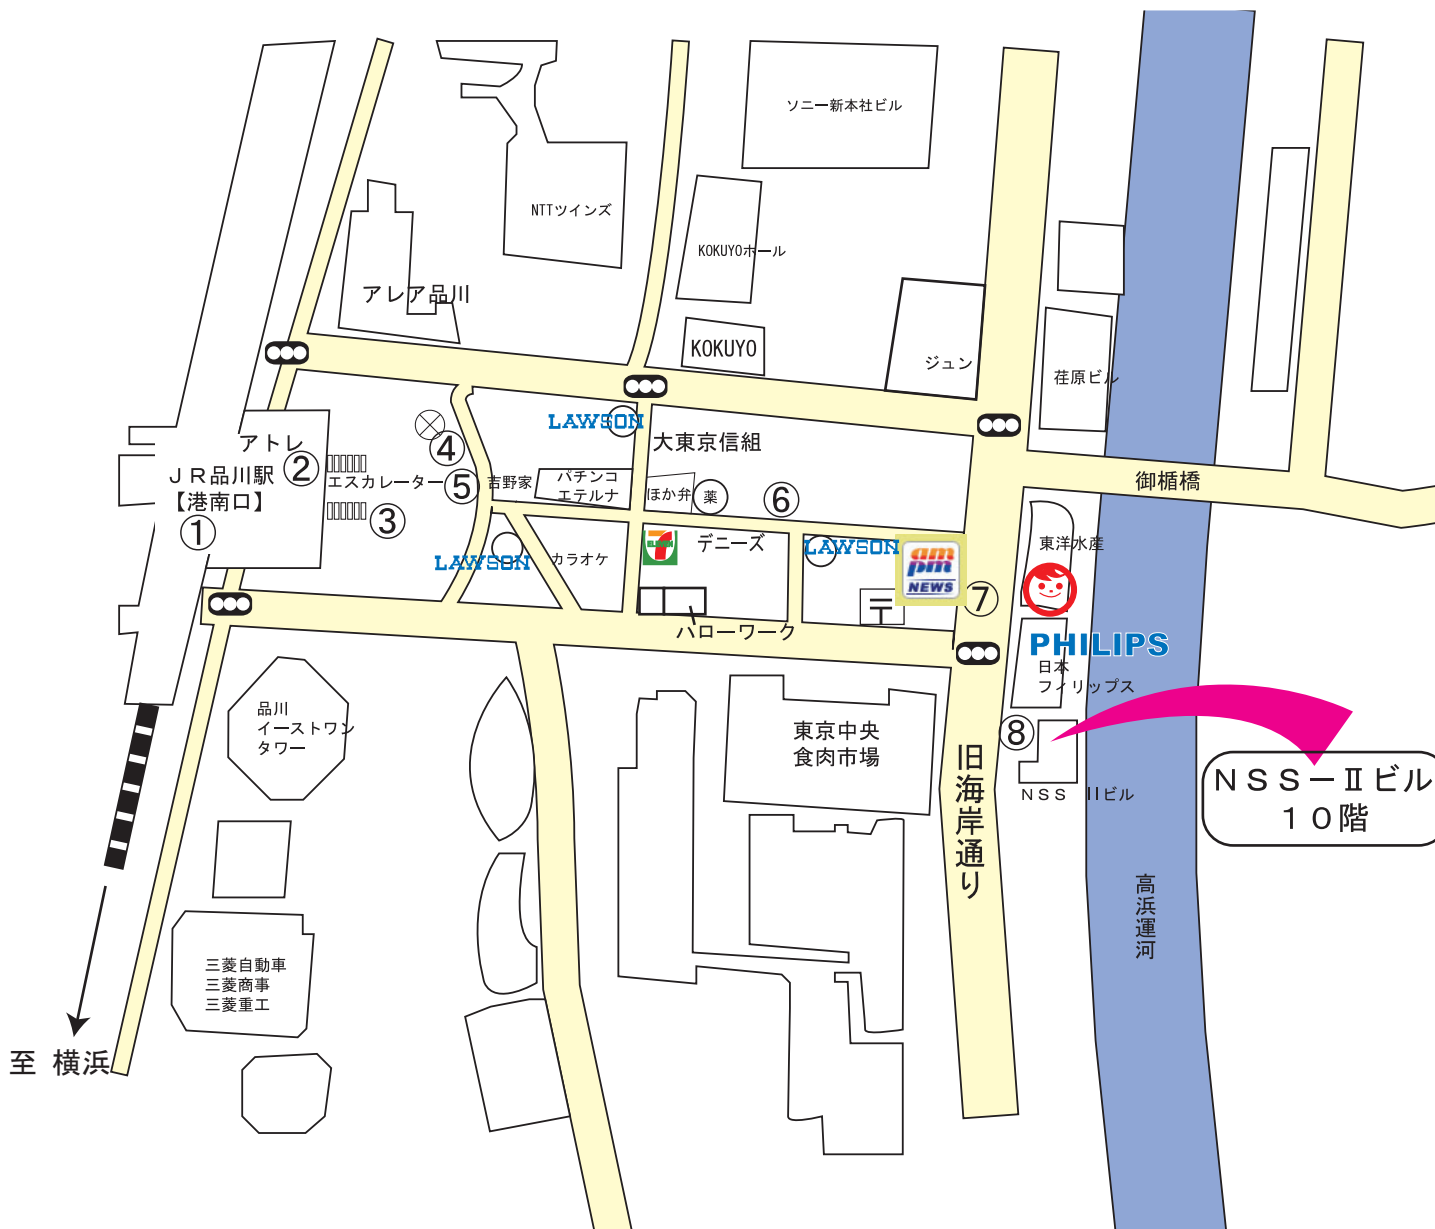 ソニー新本社ビル
NTTツインズ
KOKUYOホール
アレア品川
KOKUYO
ジュン
荏原ビル
LAWSON
大東京信組
アトレ
②
④
JR品川駅
エスカレーター
⑤
吉野家
パチンコ
エテルナ
ほか弁
薬
⑥
御楯橋
【港南口】
①
③
LAWSON
カラオケ
7
ELEVEN
デニーズ
LAWSON
am
pm
NEWS
東洋水産
⑦
〒
ハローワーク
PHILIPS
日本
フィリップス
品川
イーストワン
タワー
東京中央
食肉市場
⑧
旧海岸通り
NSS IIビル
NSS-Ⅱビル
10階
高浜運河
三菱自動車
三菱商事
三菱重工
至 横浜